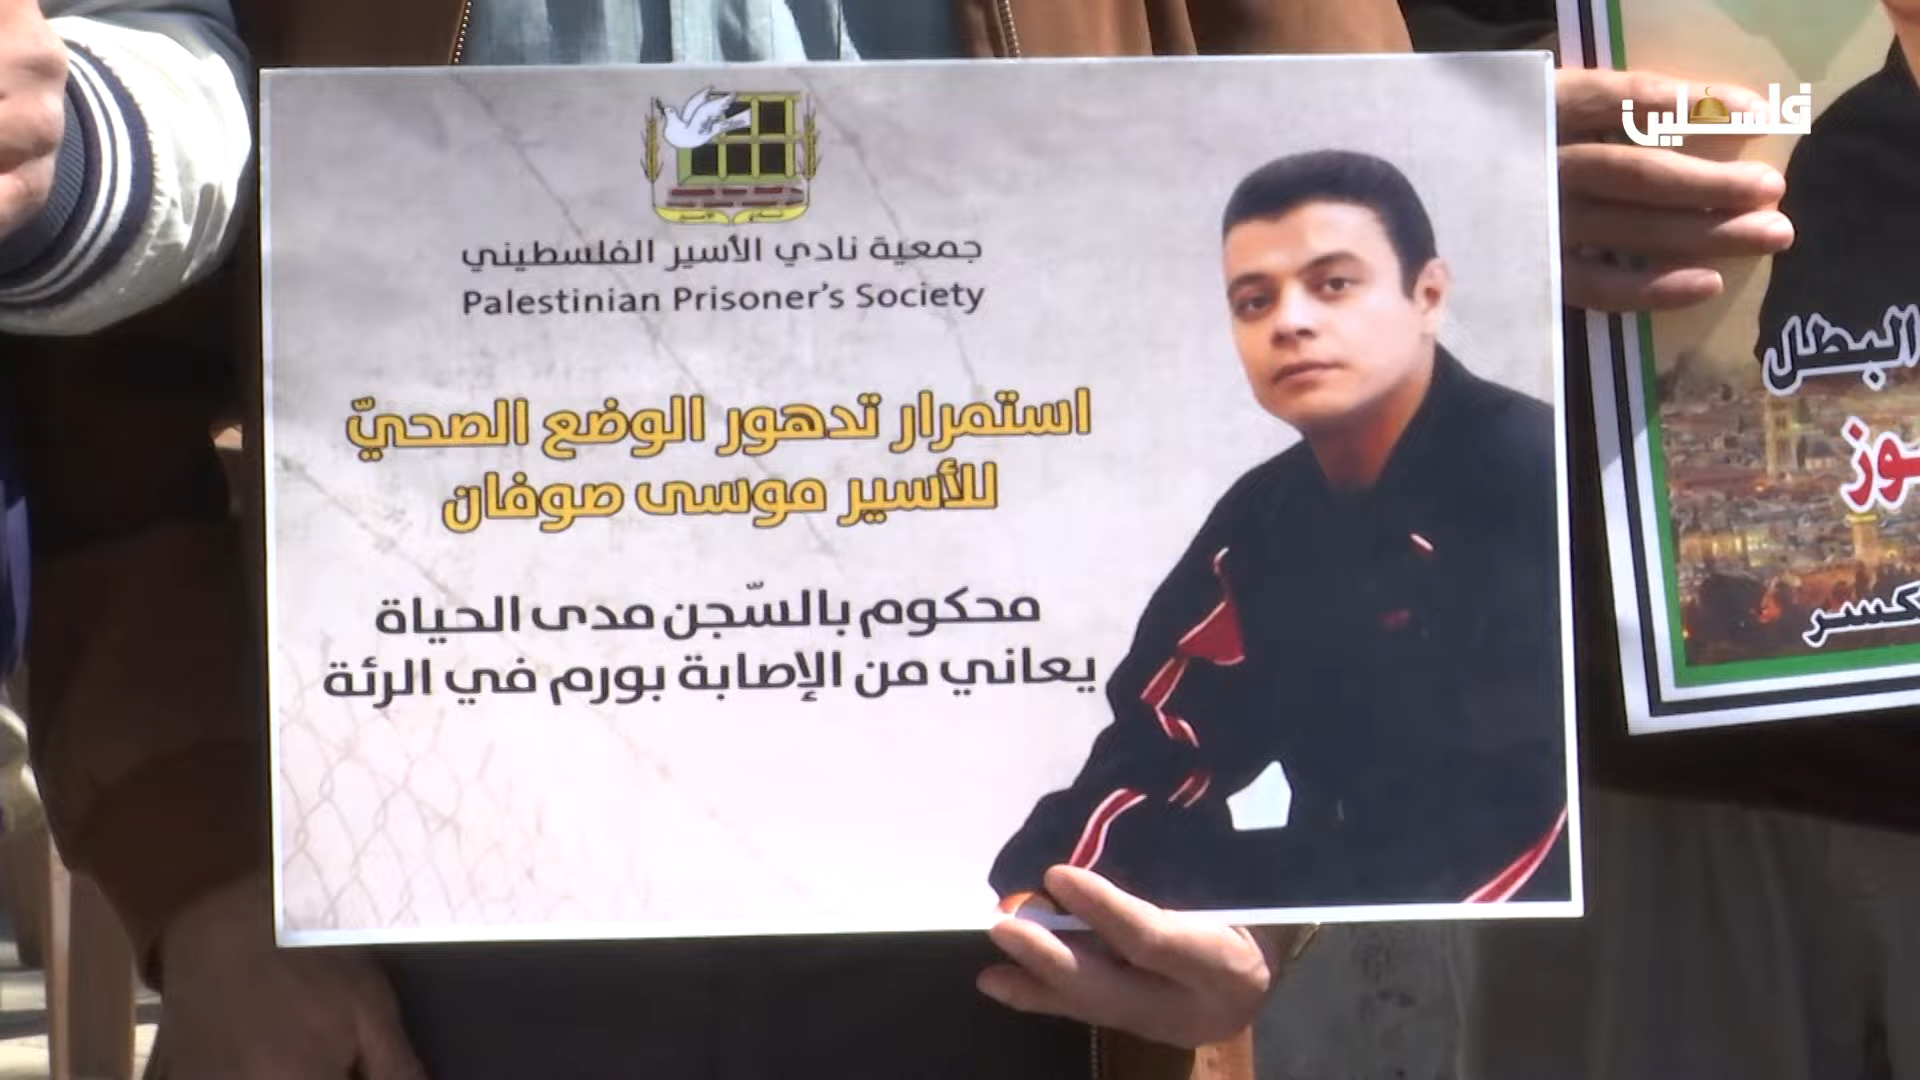 فلسطين
جمعية نادي الأسير الفلسطيني
Palestinian Prisoner's Society
استمرار تدهور الوضع الصحيّ
للأسير موسى صوفان
محكوم بالسّجن مدى الحياة
يعاني من الإصابة بورم في الرئة
البطل